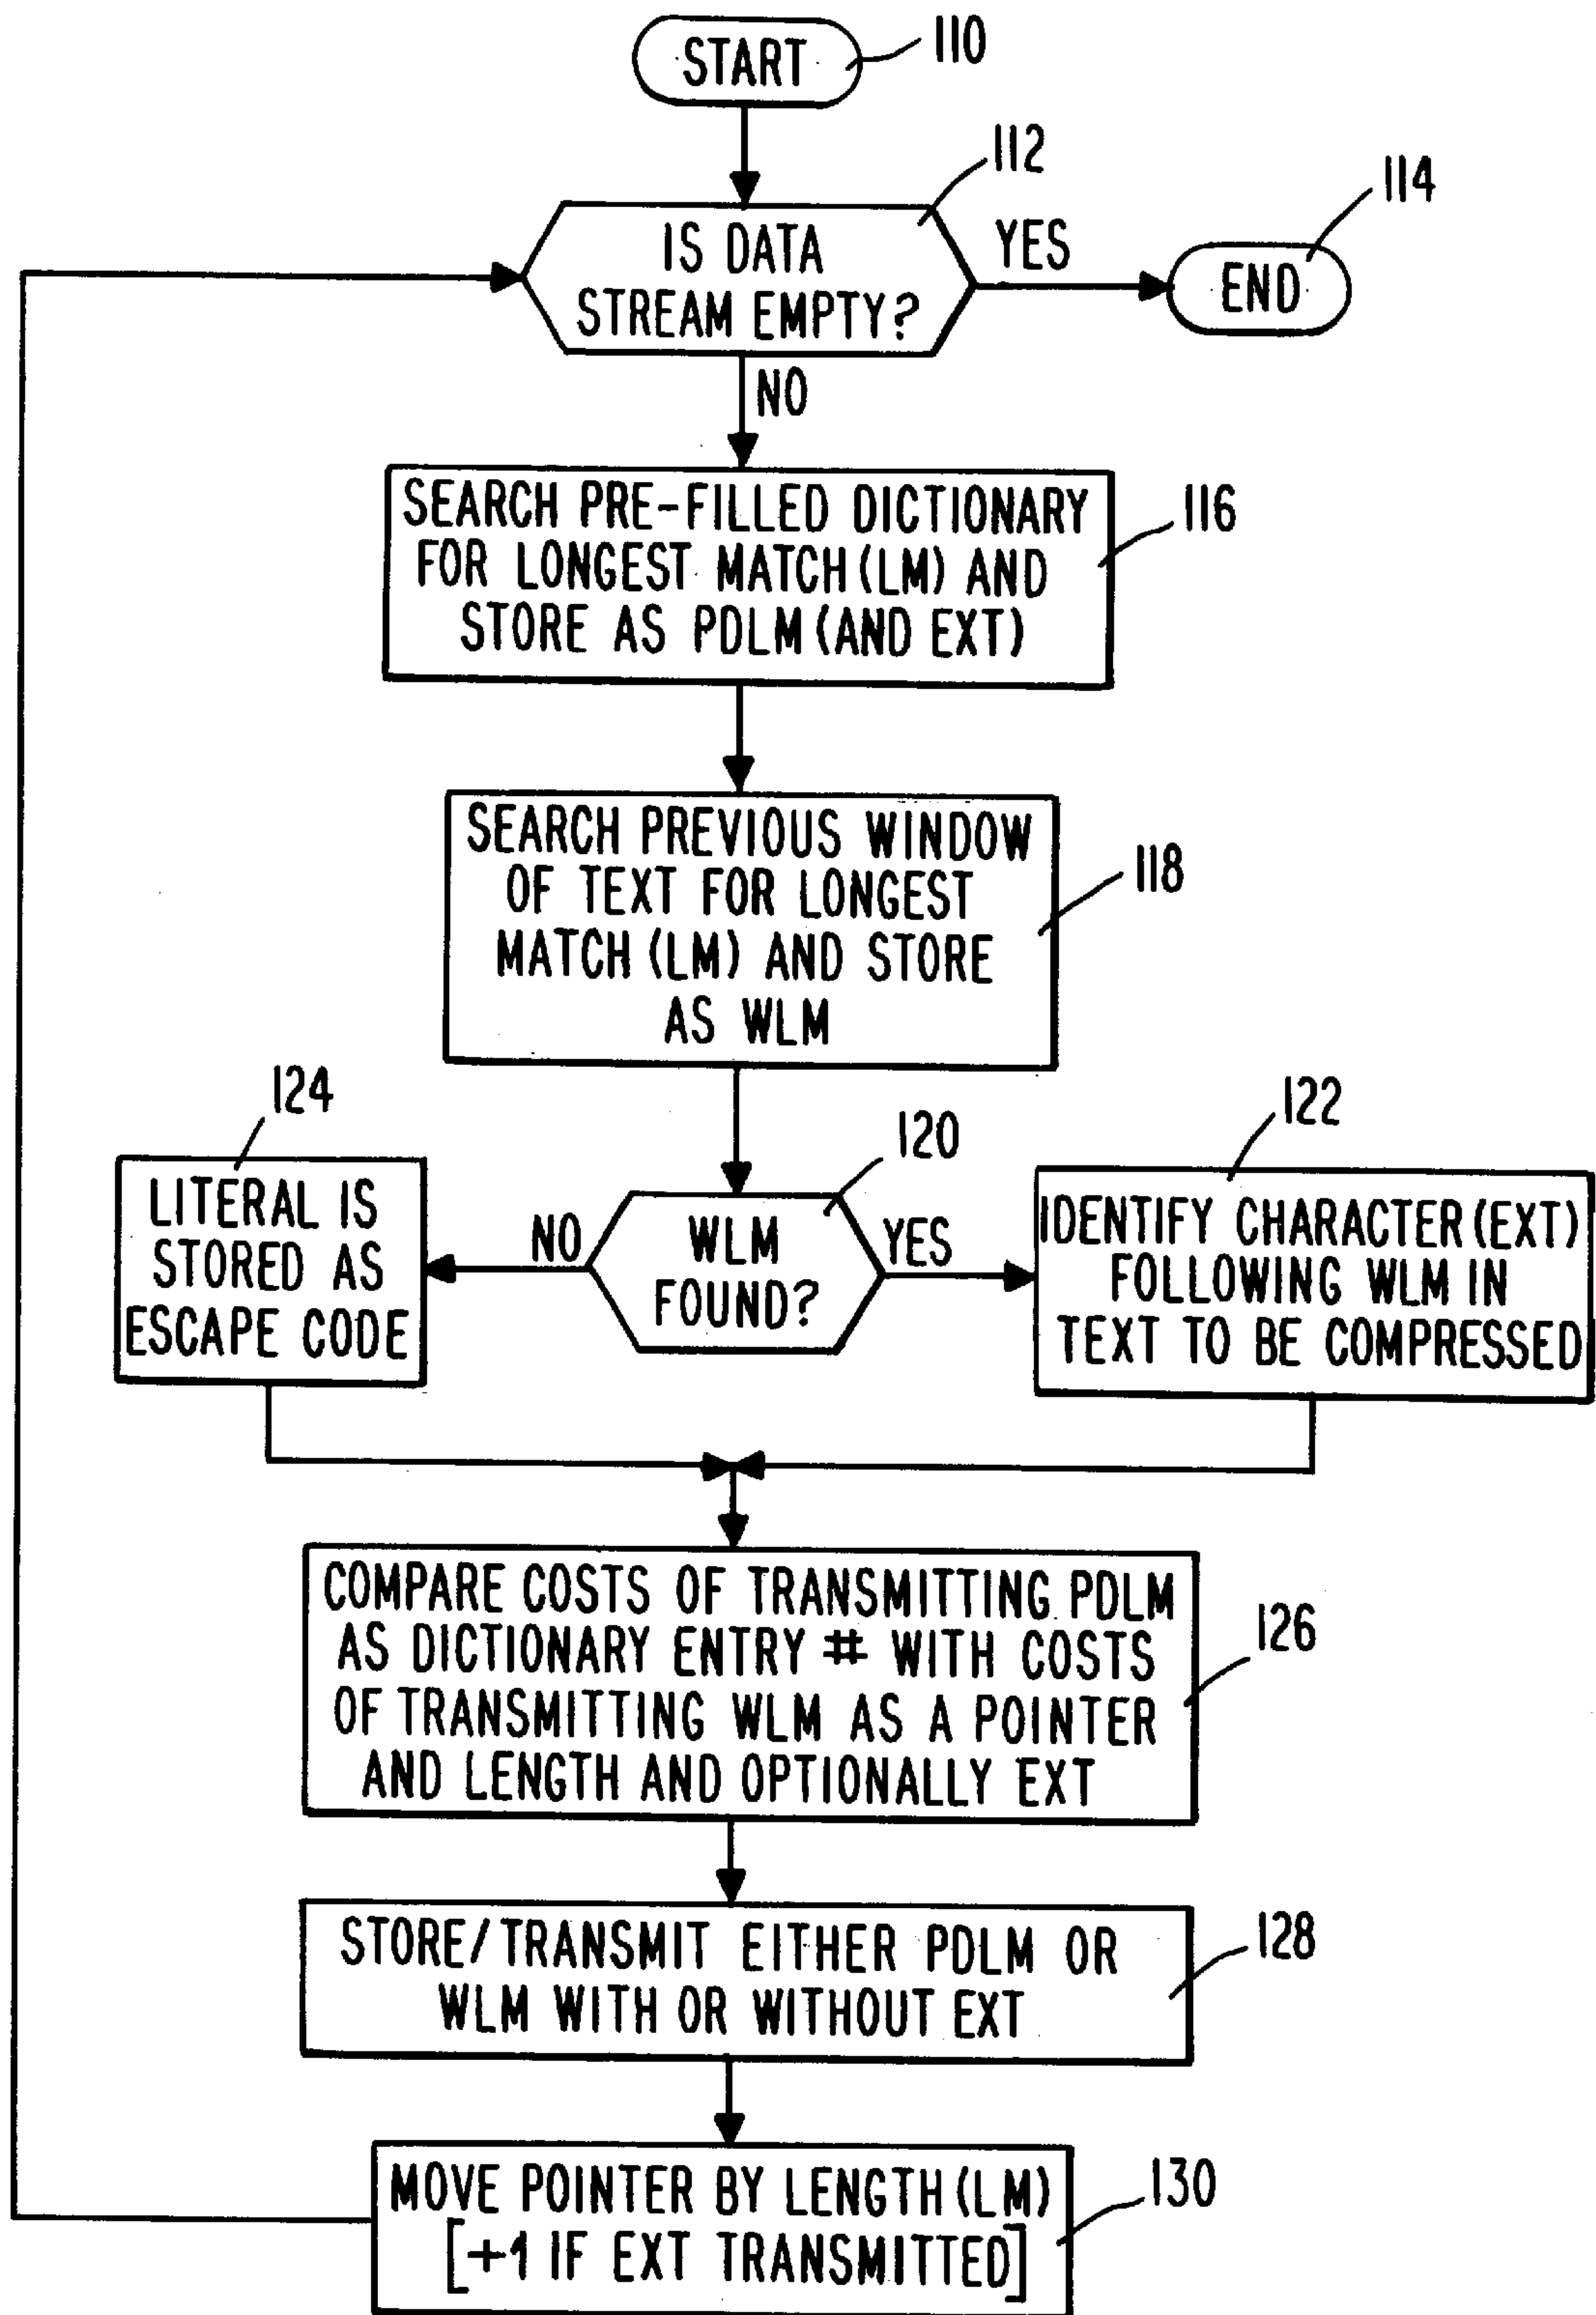 START
110
112
IS DATA
STREAM EMPTY?
YES
114
END
NO
SEARCH PRE-FILLED DICTIONARY
FOR LONGEST MATCH (LM) AND
STORE AS PDLM (AND EXT)
116
SEARCH PREVIOUS WINDOW
OF TEXT FOR LONGEST
MATCH (LM) AND STORE
AS WLM
118
124
LITERAL IS
STORED AS
ESCAPE CODE
NO
120
WLM
FOUND?
YES
122
IDENTIFY CHARACTER (EXT)
FOLLOWING WLM IN
TEXT TO BE COMPRESSED
COMPARE COSTS OF TRANSMITTING PDLM
AS DICTIONARY ENTRY # WITH COSTS
OF TRANSMITTING WLM AS A POINTER
AND LENGTH AND OPTIONALLY EXT
126
STORE/TRANSMIT EITHER PDLM OR
WLM WITH OR WITHOUT EXT
128
MOVE POINTER BY LENGTH (LM)
[+1 IF EXT TRANSMITTED]
130